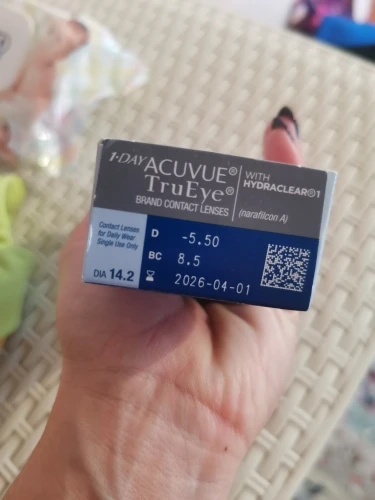 1-DAY ACUVUE®
TruEye®
BRAND CONTACT LENSES
WITH
HYDRACLEAR®1
(narafilcon A)
Contact Lenses
for Daily Wear
Single Use Only
DIA 14.2
D -5.50
BC 8.5
2026-04-01